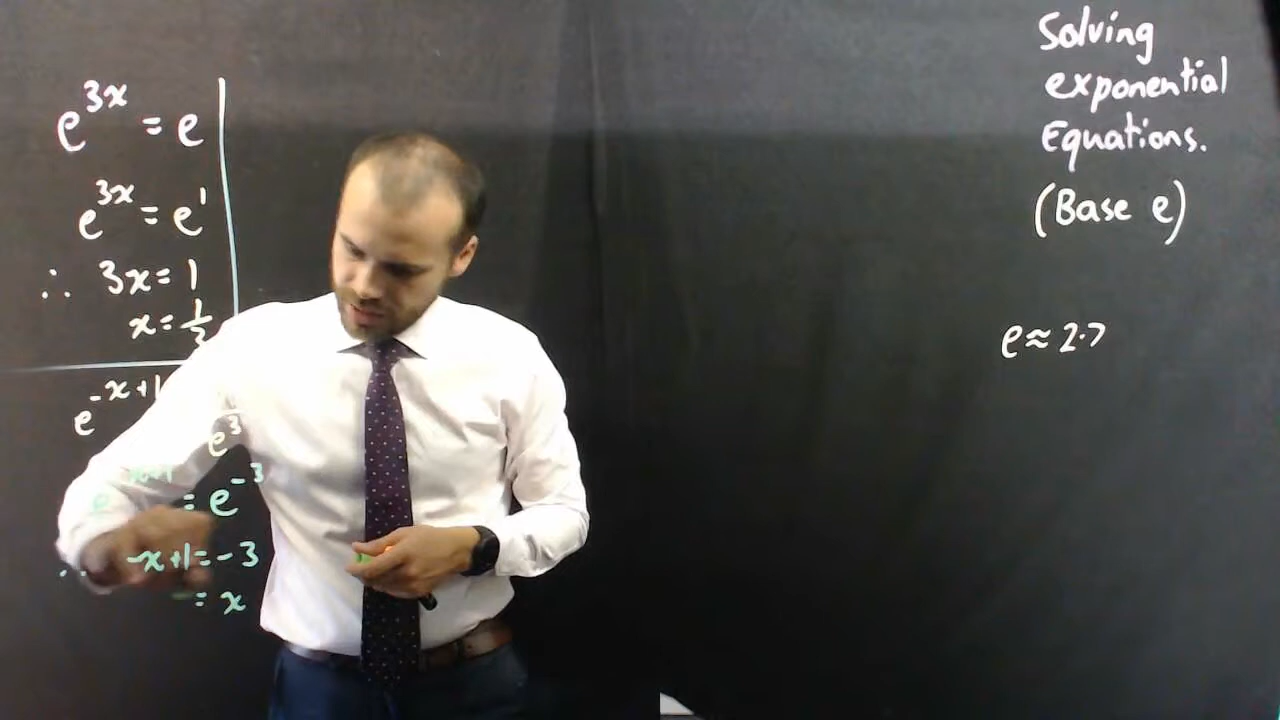 e^{3x} = e
e^{3x} = e^1
∴ 3x = 1
x = 1/3
e^{-x+1}
e^3
= e^{-3}
-x+1 = -3
= x
Solving
exponential
Equations.
(Base e)
e ≈ 2.7